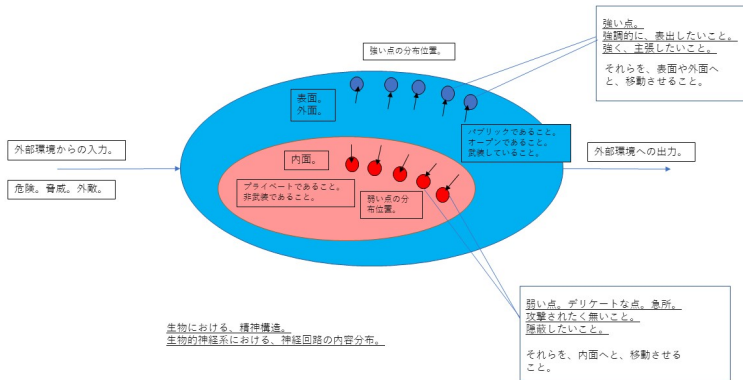 強い点。
強調的に、表出したいこと。
強く、主張したいこと。
それらを、表面や外面へ
と、移動させること。
強い点の分布位置。
表面。
外面。
パブリックであること。
オープンであること。
武装していること。
外部環境からの入力。
外部環境への出力。
内面。
危険。脅威。外敵。
プライベートであること。
非武装であること。
弱い点の分
布位置。
弱い点。デリケートな点。急所。
攻撃されたく無いこと。
隠蔽したいこと。
それらを、内面へと、移動させる
こと。
生物における、精神構造。
生物的神経系における、神経回路の内容分布。